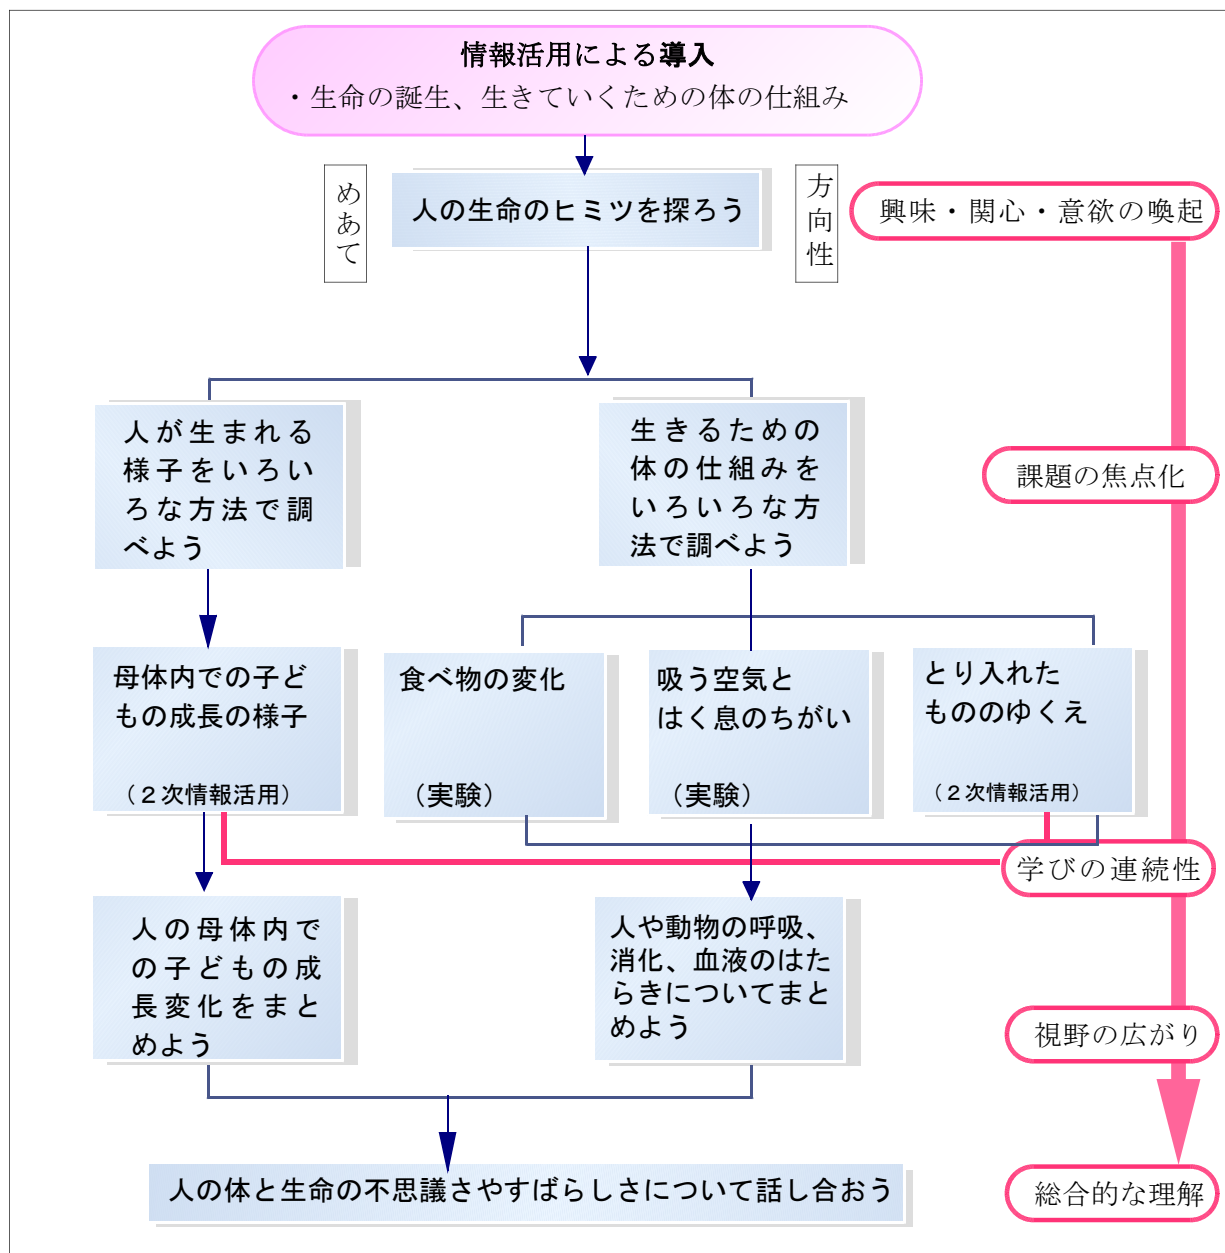 情報活用による導入
・生命の誕生、生きていくための体の仕組み
めあて
人の生命のヒミツを探ろう
方向性
興味・関心・意欲の喚起
人が生まれる
様子をいろい
ろな方法で調
べよう
生きるための
体の仕組みを
いろいろな方
法で調べよう
課題の焦点化
母体内での子ど
もの成長の様子
（２次情報活用）
食べ物の変化
（実験）
吸う空気と
はく息のちがい
（実験）
とり入れた
もののゆくえ
（２次情報活用）
学びの連続性
人の母体内で
の子どもの成
長変化をまと
めよう
人や動物の呼吸、
消化、血液のはた
らきについてまと
めよう
視野の広がり
人の体と生命の不思議さやすばらしさについて話し合おう
総合的な理解